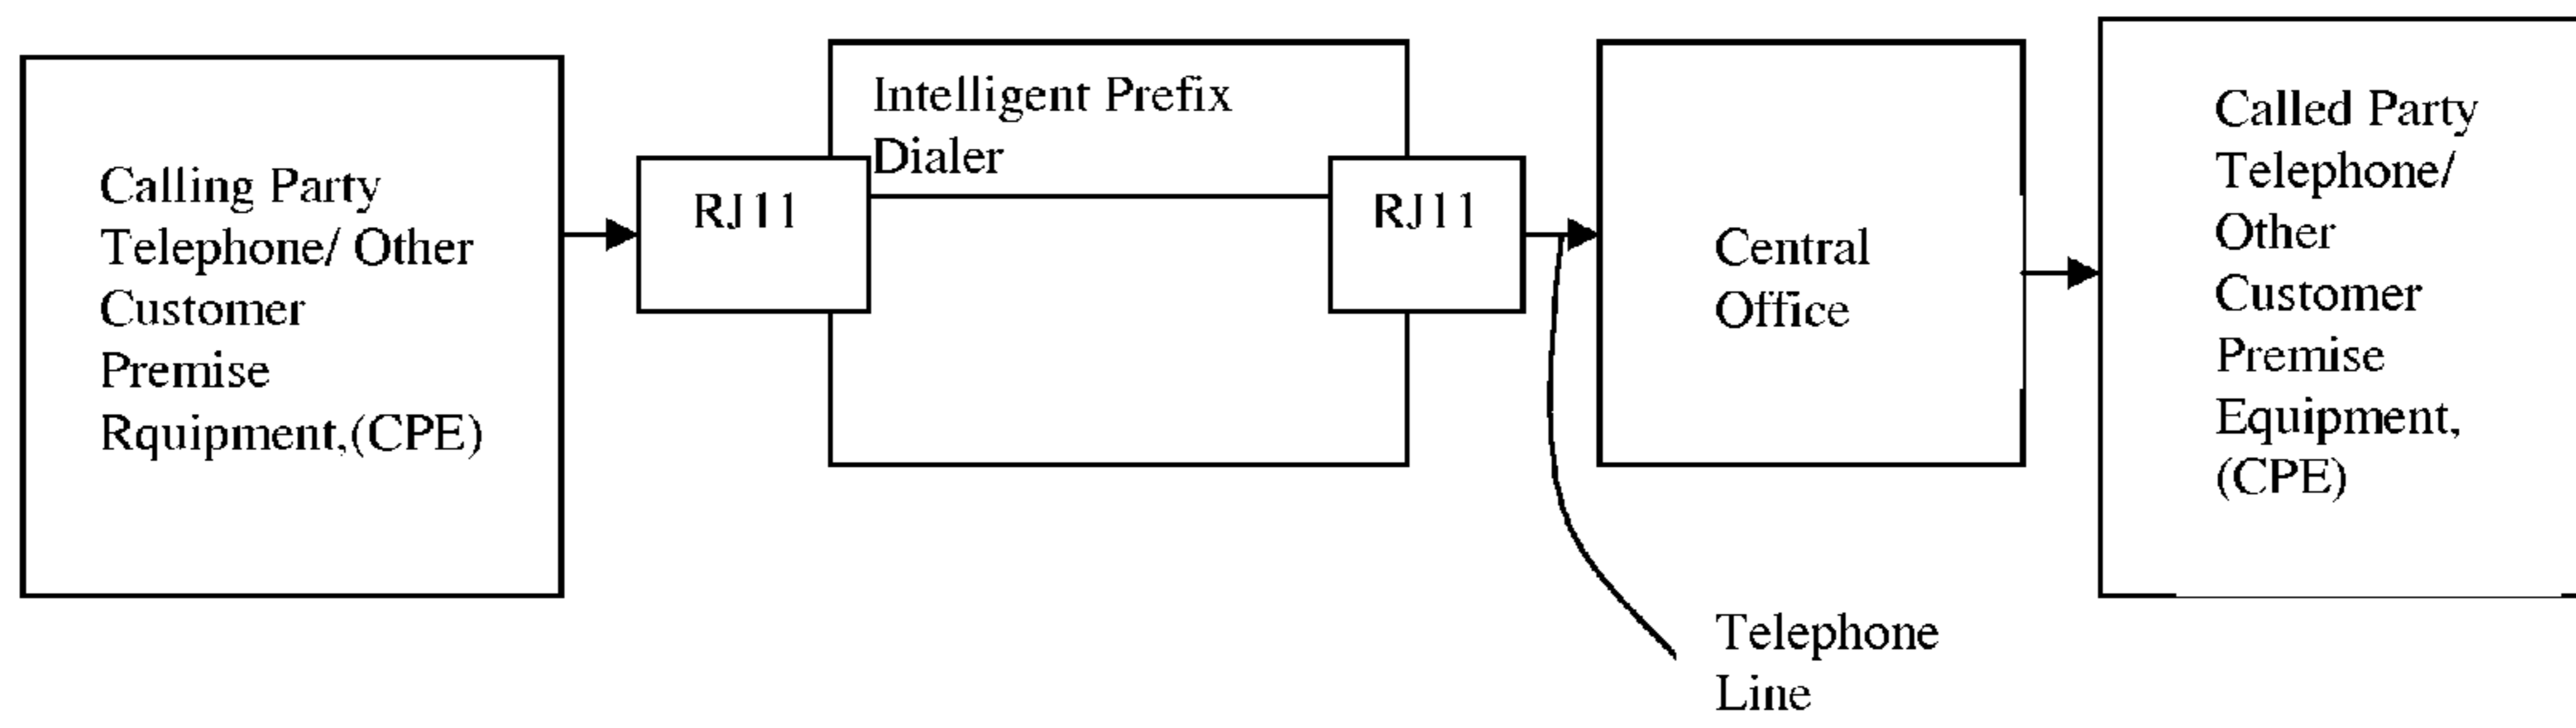 Calling Party
Telephone/ Other
Customer
Premise
Rquipment,(CPE)
RJ11
Intelligent Prefix
Dialer
RJ11
Central
Office
Telephone
Line
Called Party
Telephone/
Other
Customer
Premise
Equipment,
(CPE)